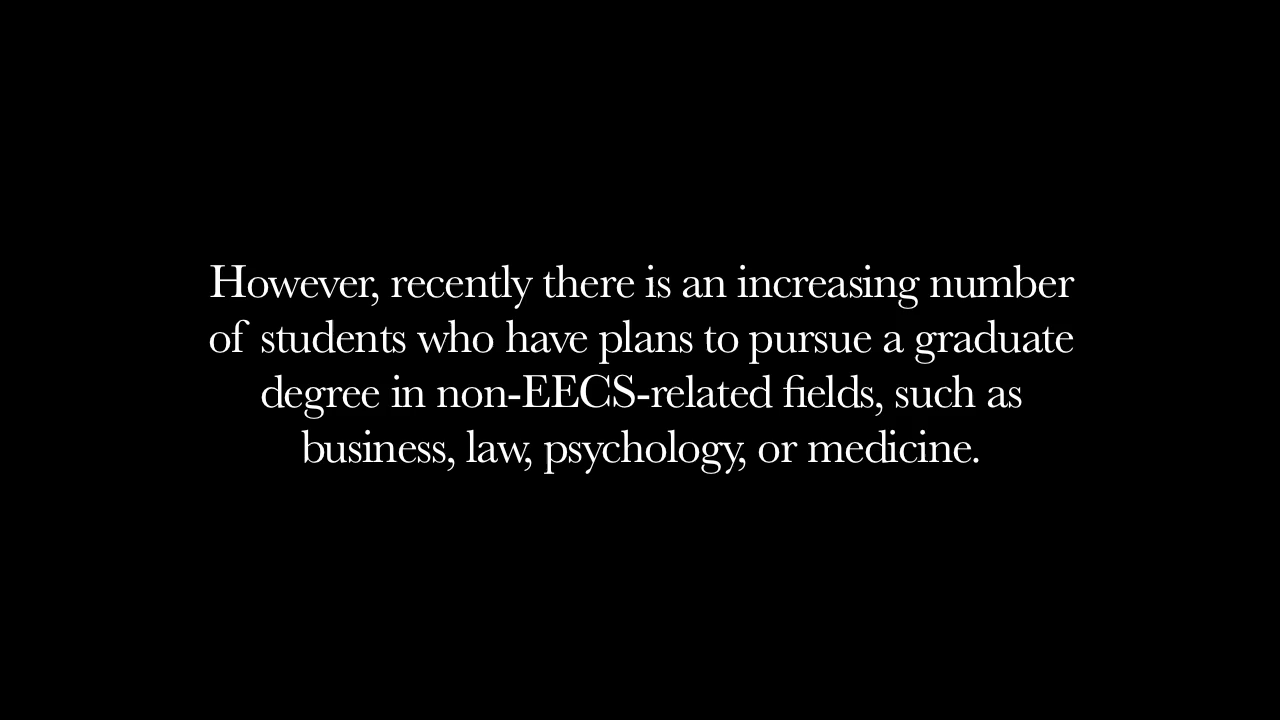 However, recently there is an increasing number
of students who have plans to pursue a graduate
degree in non-EECS-related fields, such as
business, law, psychology, or medicine.